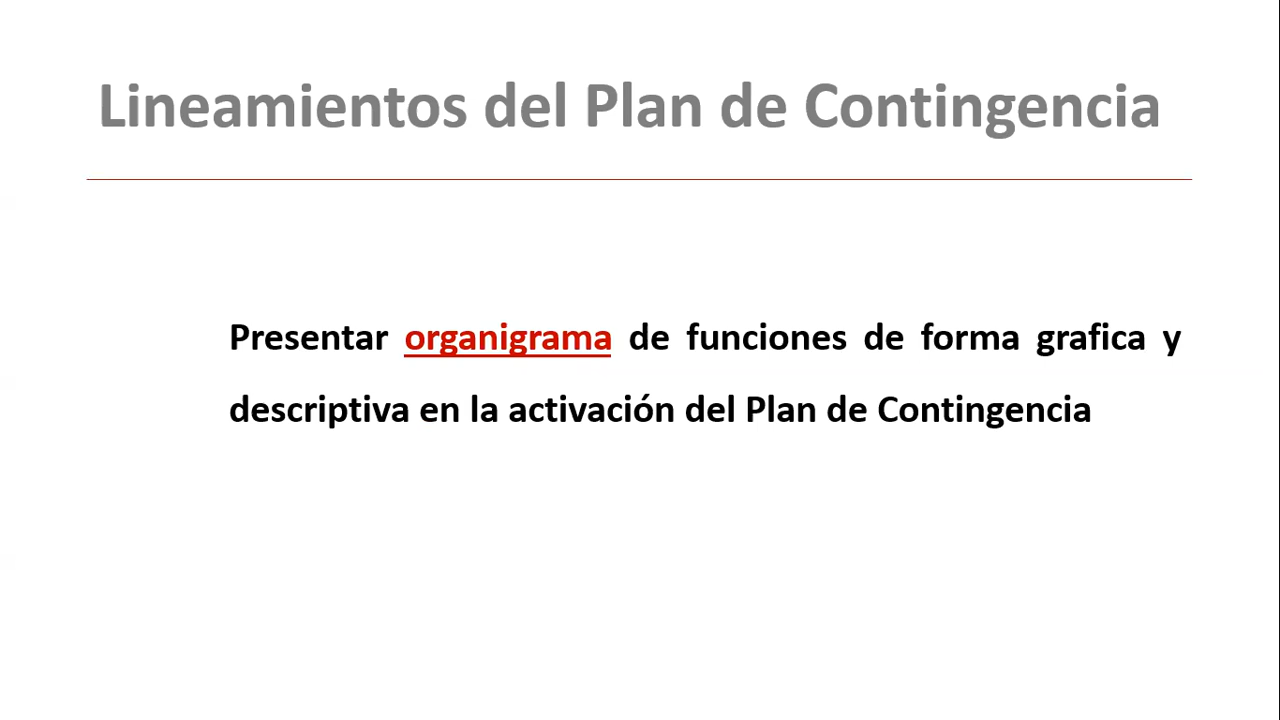 Lineamientos del Plan de Contingencia
Presentar organigrama de funciones de forma grafica y
descriptiva en la activación del Plan de Contingencia